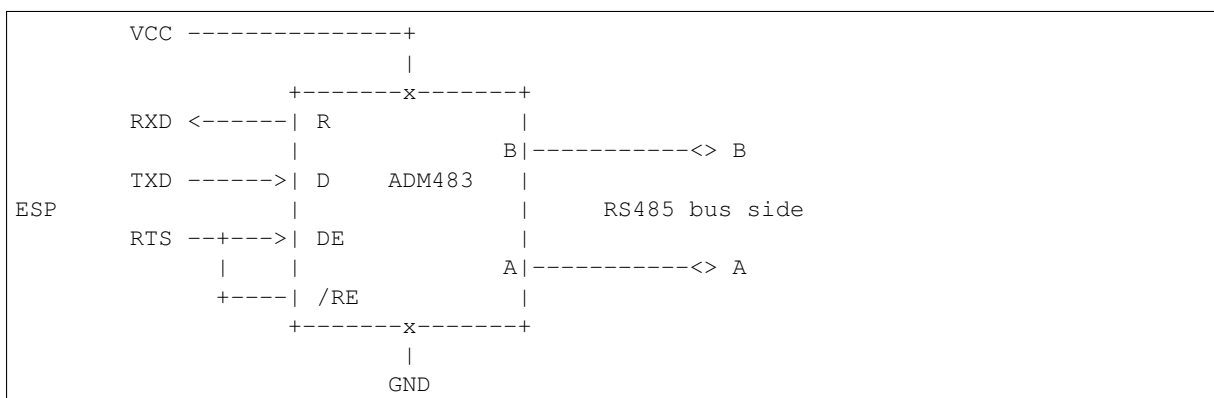 VCC ---------------+
|
+-------x-------+
RXD <------| R |
| B|-----------<> B
TXD ------>| D ADM483 |
ESP | | RS485 bus side
RTS --+--->| DE |
| | A|-----------<> A
+----| /RE |
+-------x-------+
|
GND